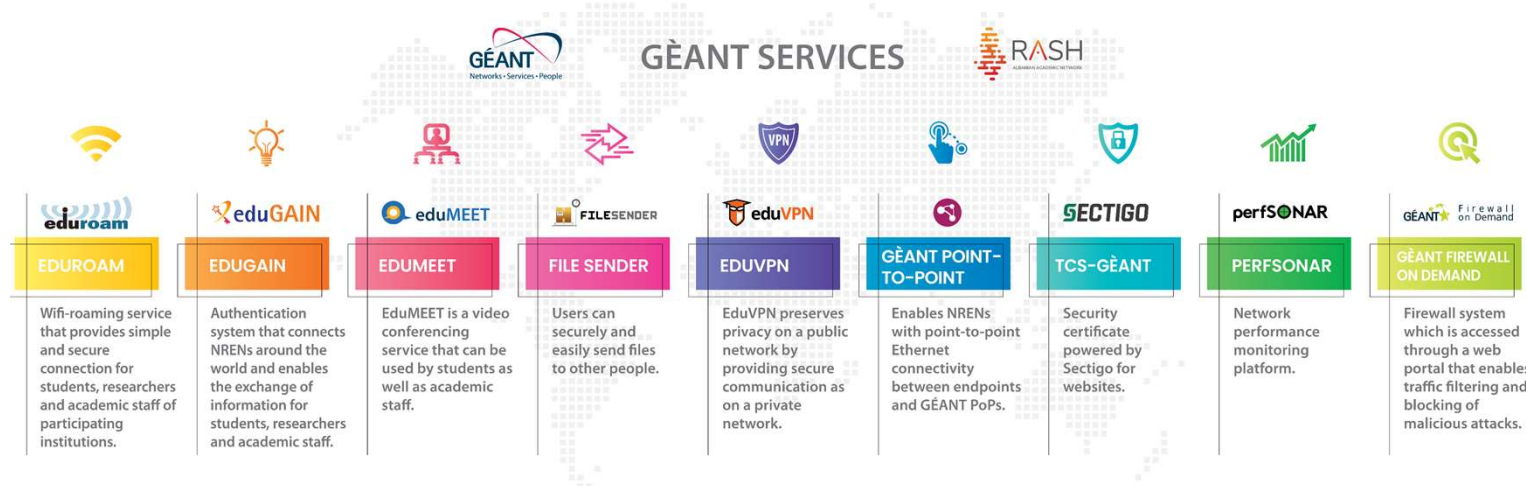 GÉANT
Networks • Services • People
GÈANT SERVICES
RASH
ALBANIAN ACADEMIC NETWORK
eduroam
EDUROAM
Wifi-roaming service
that provides simple
and secure
connection for
students, researchers
and academic staff of
participating
institutions.
eduGAIN
EDUGAIN
Authentication
system that connects
NRENs around the
world and enables
the exchange of
information for
students, researchers
and academic staff.
eduMEET
EDUMEET
EduMEET is a video
conferencing
service that can be
used by students as
well as academic
staff.
FILESENDER
FILE SENDER
Users can
securely and
easily send files
to other people.
VPN
eduVPN
EDUVPN
EduVPN preserves
privacy on a public
network by
providing secure
communication as
on a private
network.
GÈANT POINT-
TO-POINT
Enables NRENs
with point-to-point
Ethernet
connectivity
between endpoints
and GÉANT PoPs.
SECTIGO
TCS-GÈANT
Security
certificate
powered by
Sectigo for
websites.
perfSONAR
PERFSONAR
Network
performance
monitoring
platform.
GÉANT Firewall
on Demand
GÈANT FIREWALL
ON DEMAND
Firewall system
which is accessed
through a web
portal that enables
traffic filtering and
blocking of
malicious attacks.